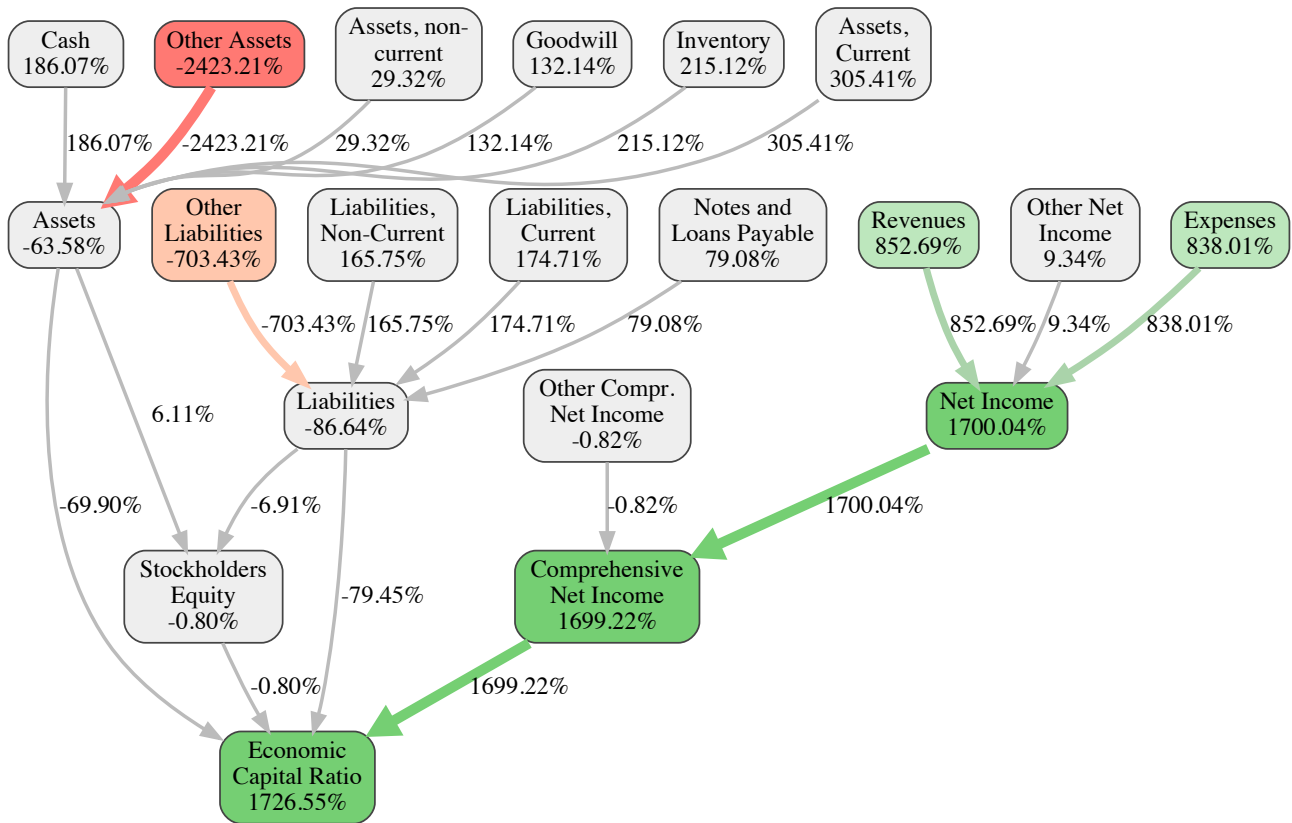 Cash
186.07%
Other Assets
-2423.21%
Assets, non-
current
29.32%
Goodwill
132.14%
Inventory
215.12%
Assets,
Current
305.41%
186.07%
-2423.21%
29.32%
132.14%
215.12%
305.41%
Assets
-63.58%
Other
Liabilities
-703.43%
Liabilities,
Non-Current
165.75%
Liabilities,
Current
174.71%
Notes and
Loans Payable
79.08%
Revenues
852.69%
Other Net
Income
9.34%
Expenses
838.01%
-703.43%
165.75%
174.71%
79.08%
852.69%
9.34%
838.01%
Liabilities
-86.64%
Other Compr.
Net Income
-0.82%
Net Income
1700.04%
6.11%
-69.90%
-6.91%
-0.82%
1700.04%
Stockholders
Equity
-0.80%
-79.45%
Comprehensive
Net Income
1699.22%
-0.80%
1699.22%
Economic
Capital Ratio
1726.55%